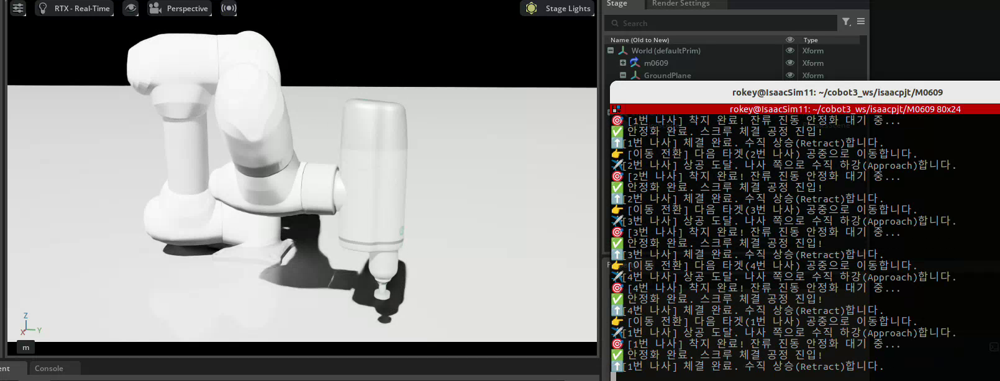 RTX - Real-Time
Perspective
Stage Lights
Stage
Render Settings
Search
Name (Old to New)
Type
World (defaultPrim)
Xform
m0609
Xform
GroundPlane
Xform
rokey@IsaacSim11: ~/cobot3_ws/isaacpjt/M0609
rokey@IsaacSim11: ~/cobot3_ws/isaacpjt/M0609 80x24
🎯 [1번 나사] 착지 완료! 잔류 진동 안정화 대기 중...
✅ 안정화 완료. 스크루 체결 공정 진입!
⬆️[1번 나사] 체결 완료. 수직 상승(Retract)합니다.
👉 [이동 전환] 다음 타겟(2번 나사) 공중으로 이동합니다.
✈️[2번 나사] 상공 도달. 나사 쪽으로 수직 하강(Approach)합니다.
🎯 [2번 나사] 착지 완료! 잔류 진동 안정화 대기 중...
✅ 안정화 완료. 스크루 체결 공정 진입!
⬆️[2번 나사] 체결 완료. 수직 상승(Retract)합니다.
👉 [이동 전환] 다음 타겟(3번 나사) 공중으로 이동합니다.
✈️[3번 나사] 상공 도달. 나사 쪽으로 수직 하강(Approach)합니다.
🎯 [3번 나사] 착지 완료! 잔류 진동 안정화 대기 중...
✅ 안정화 완료. 스크루 체결 공정 진입!
⬆️[3번 나사] 체결 완료. 수직 상승(Retract)합니다.
👉 [이동 전환] 다음 타겟(4번 나사) 공중으로 이동합니다.
✈️[4번 나사] 상공 도달. 나사 쪽으로 수직 하강(Approach)합니다.
🎯 [4번 나사] 착지 완료! 잔류 진동 안정화 대기 중...
✅ 안정화 완료. 스크루 체결 공정 진입!
⬆️[4번 나사] 체결 완료. 수직 상승(Retract)합니다.
👉 [이동 전환] 다음 타겟(1번 나사) 공중으로 이동합니다.
✈️[1번 나사] 상공 도달. 나사 쪽으로 수직 하강(Approach)합니다.
🎯 [1번 나사] 착지 완료! 잔류 진동 안정화 대기 중...
✅ 안정화 완료. 스크루 체결 공정 진입!
⬆️[1번 나사] 체결 완료. 수직 상승(Retract)합니다.
Z
X
Y
m
Console